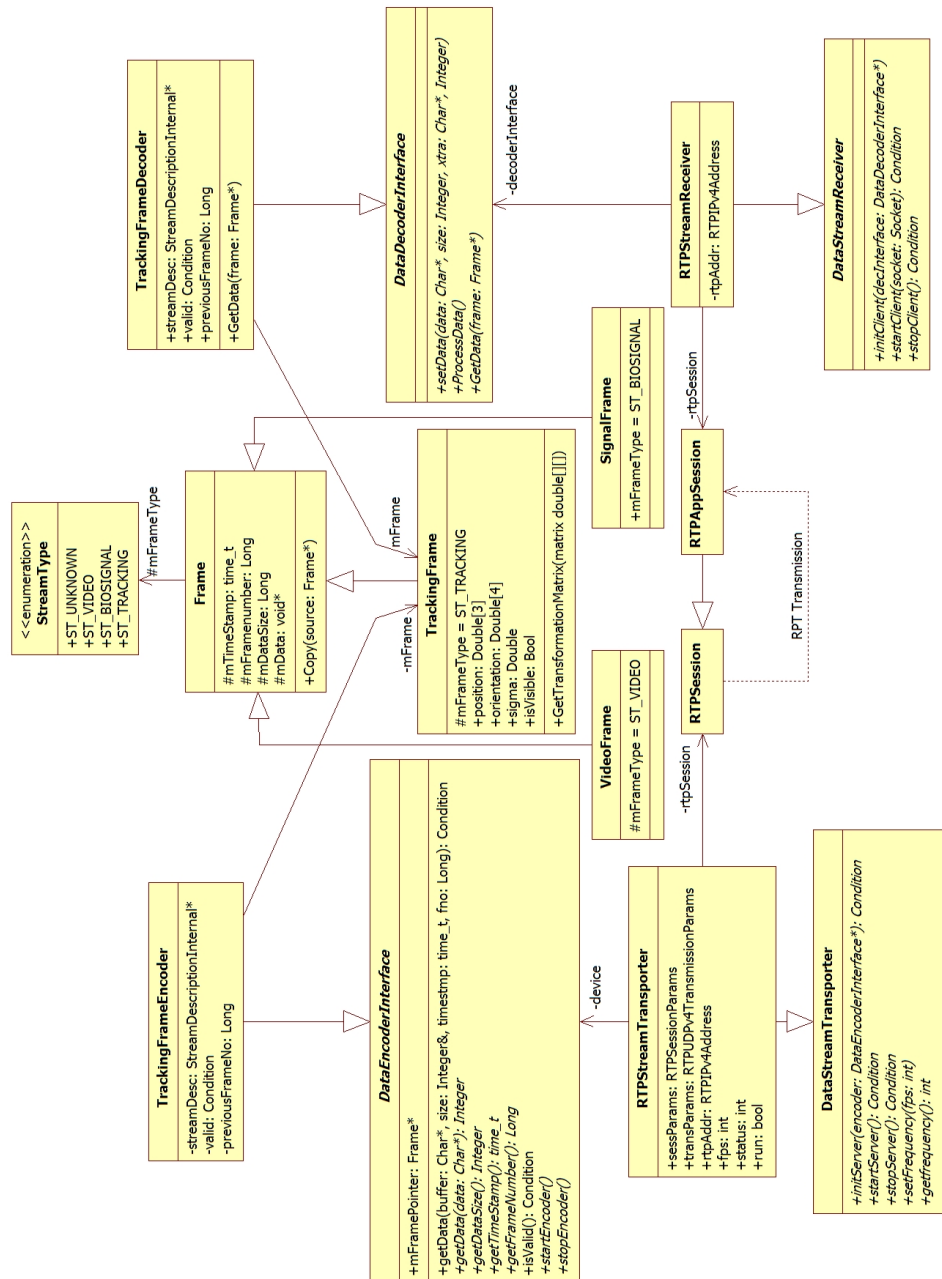 <<enumeration>>
StreamType
+ST_UNKNOWN
+ST_VIDEO
+ST_BIOSIGNAL
+ST_TRACKING
#mFrameType
TrackingFrameEncoder
-streamDesc: StreamDescriptionInternal*
-valid: Condition
-previousFrameNo: Long
Frame
#mTimeStamp: time_t
#mFramenumber: Long
#mDataSize: Long
#mData: void*
+Copy(source: Frame*)
TrackingFrameDecoder
+streamDesc: StreamDescriptionInternal*
+valid: Condition
+previousFrameNo: Long
+GetData(frame: Frame*)
-mFrame
mFrame
DataEncoderInterface
+mFramePointer: Frame*
+getData(buffer: Char*, size: Integer&, timestmp: time_t, fno: Long): Condition
+getData(data: Char*): Integer
+getDataSize(): Integer
+getTimeStamp(): time_t
+getFrameNumber(): Long
+isValid(): Condition
+startEncoder()
+stopEncoder()
TrackingFrame
#mFrameType = ST_TRACKING
+position: Double[3]
+orientation: Double[4]
+sigma: Double
+isVisible: Bool
+GetTransformationMatrix(matrix double[][])
DataDecoderInterface
+setData(data: Char*, size: Integer, xtra: Char*, Integer)
+ProcessData()
+GetData(frame: Frame*)
VideoFrame
#mFrameType = ST_VIDEO
SignalFrame
+mFrameType = ST_BIOSIGNAL
-device
-decoderInterface
RTPStreamTransporter
+sessParams: RTPSessionParams
+transParams: RTPUDPv4TransmissionParams
+rtpAddr: RTPIPv4Address
+fps: int
+status: int
+run: bool
-rtpSession
RTPSession
RTPAppSession
-rtpSession
RTPStreamReceiver
-rtpAddr: RTPIPv4Address
RPT Transmission
DataStreamTransporter
+initServer(encoder: DataEncoderInterface*): Condition
+startServer(): Condition
+stopServer(): Condition
+setFrequency(fps: int)
+getfrequency(): int
DataStreamReceiver
+initClient(decInterface: DataDecoderInterface*)
+startClient(socket: Socket): Condition
+stopClient(): Condition